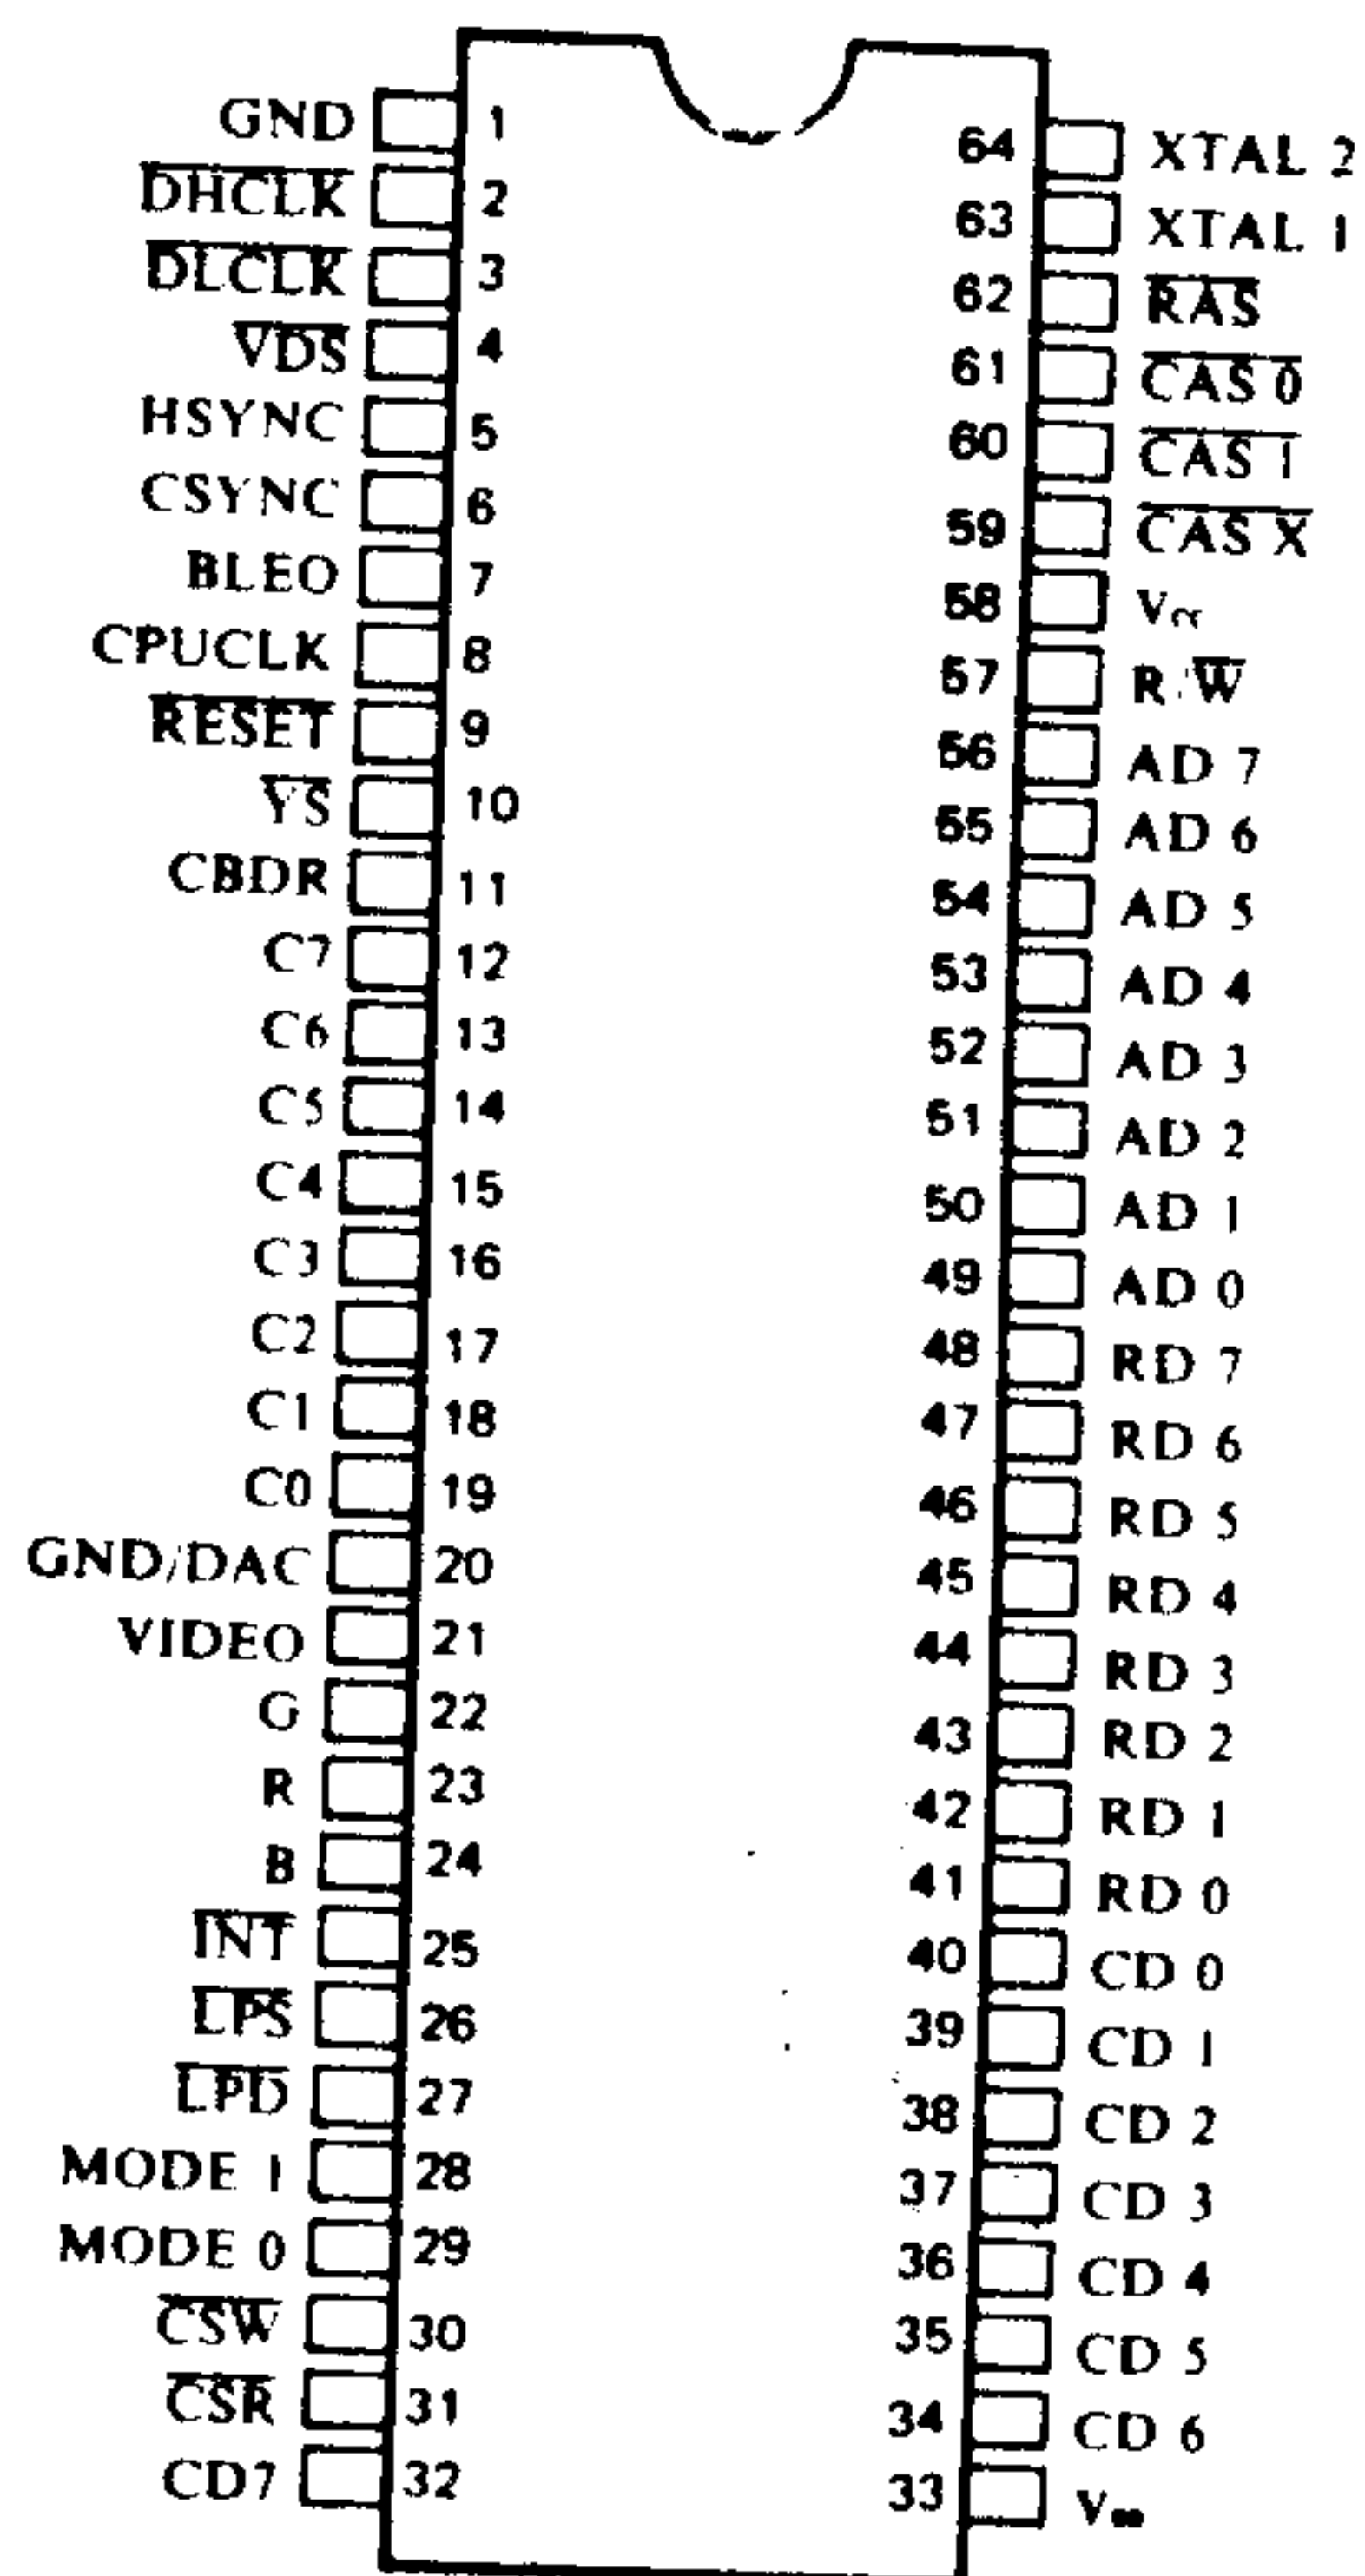 GND 1
DHCLK 2
DLCLK 3
VDS 4
HSYNC 5
CSYNC 6
BLEO 7
CPUCLK 8
RESET 9
YS 10
CBDR 11
C7 12
C6 13
C5 14
C4 15
C3 16
C2 17
C1 18
C0 19
GND/DAC 20
VIDEO 21
G 22
R 23
B 24
INT 25
LPS 26
LPD 27
MODE 1 28
MODE 0 29
CSW 30
CSR 31
CD7 32
64 XTAL 2
63 XTAL 1
62 RAS
61 CAS 0
60 CAS 1
59 CAS X
58 Vcc
57 R/W
56 AD 7
55 AD 6
54 AD 5
53 AD 4
52 AD 3
51 AD 2
50 AD 1
49 AD 0
48 RD 7
47 RD 6
46 RD 5
45 RD 4
44 RD 3
43 RD 2
42 RD 1
41 RD 0
40 CD 0
39 CD 1
38 CD 2
37 CD 3
36 CD 4
35 CD 5
34 CD 6
33